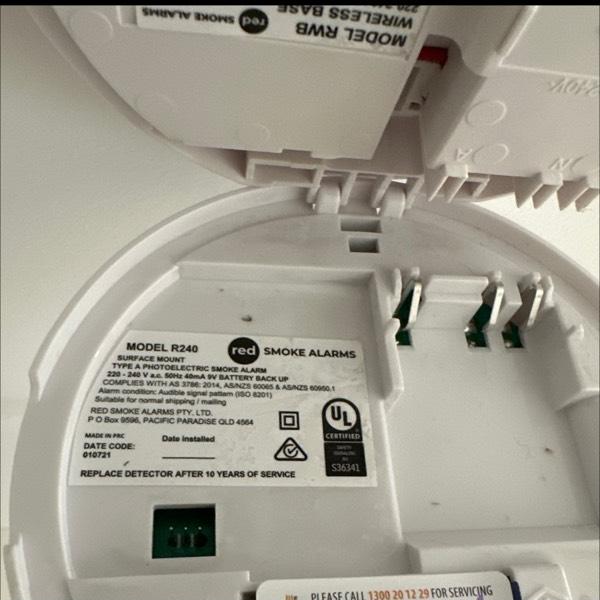 red SMOKE ALARMS
WIRELESS BASE
MODEL RWB
240V
A
N
MODEL R240
red SMOKE ALARMS
SURFACE MOUNT
TYPE A PHOTOELECTRIC SMOKE ALARM
220 - 240 V a.c. 50Hz 40mA 9V BATTERY BACK UP
COMPLIES WITH AS 3786: 2014, AS/NZS 60065 & AS/NZS 60950.1
Alarm condition: Audible signal pattern (ISO 8201)
Suitable for normal shipping / mailing
RED SMOKE ALARMS PTY. LTD.
P O Box 9596, PACIFIC PARADISE QLD 4564
MADE IN PRC
Date installed
DATE CODE:
010721
UL
CERTIFIED
S36341
REPLACE DETECTOR AFTER 10 YEARS OF SERVICE
PLEASE CALL 1300 20 12 29 FOR SERVICING